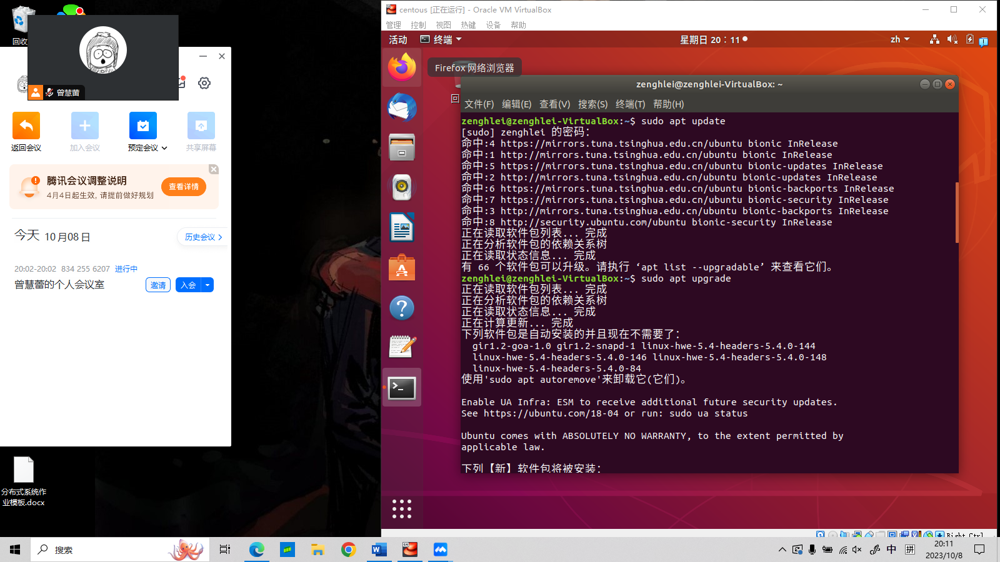 回收
曾慧蕾
返回会议
加入会议
预定会议
共享屏幕
腾讯会议调整说明
4月4日起生效, 请提前做好规划
查看详情
今天 10月08日
历史会议
20:02-20:02 834 255 6207 进行中
曾慧蕾的个人会议室
邀请
入会
分布式系统作
业模板.docx
centous [正在运行] - Oracle VM VirtualBox
管理 控制 视图 热键 设备 帮助
活动 终端 星期日 20：11 zh
Firefox 网络浏览器
zenghlei@zenghlei-VirtualBox: ~
回
文件(F) 编辑(E) 查看(V) 搜索(S) 终端(T) 帮助(H)
zenghlei@zenghlei-VirtualBox:~$ sudo apt update
[sudo] zenghlei 的密码：
命中:4 https://mirrors.tuna.tsinghua.edu.cn/ubuntu bionic InRelease
命中:1 http://mirrors.tuna.tsinghua.edu.cn/ubuntu bionic InRelease
命中:5 https://mirrors.tuna.tsinghua.edu.cn/ubuntu bionic-updates InRelease
命中:2 http://mirrors.tuna.tsinghua.edu.cn/ubuntu bionic-updates InRelease
命中:6 https://mirrors.tuna.tsinghua.edu.cn/ubuntu bionic-backports InRelease
命中:7 https://mirrors.tuna.tsinghua.edu.cn/ubuntu bionic-security InRelease
命中:3 http://mirrors.tuna.tsinghua.edu.cn/ubuntu bionic-backports InRelease
命中:8 http://security.ubuntu.com/ubuntu bionic-security InRelease
正在读取软件包列表... 完成
正在分析软件包的依赖关系树
正在读取状态信息... 完成
有 66 个软件包可以升级。请执行 ‘apt list --upgradable’ 来查看它们。
zenghlei@zenghlei-VirtualBox:~$ sudo apt upgrade
正在读取软件包列表... 完成
正在分析软件包的依赖关系树
正在读取状态信息... 完成
正在计算更新... 完成
下列软件包是自动安装的并且现在不需要了：
gir1.2-goa-1.0 gir1.2-snapd-1 linux-hwe-5.4-headers-5.4.0-144
linux-hwe-5.4-headers-5.4.0-146 linux-hwe-5.4-headers-5.4.0-148
linux-hwe-5.4-headers-5.4.0-84
使用'sudo apt autoremove'来卸载它(它们)。
Enable UA Infra: ESM to receive additional future security updates.
See https://ubuntu.com/18-04 or run: sudo ua status
Ubuntu comes with ABSOLUTELY NO WARRANTY, to the extent permitted by
applicable law.
下列【新】软件包将被安装：
Right Ctrl
搜索
中 拼
20:11
2023/10/8